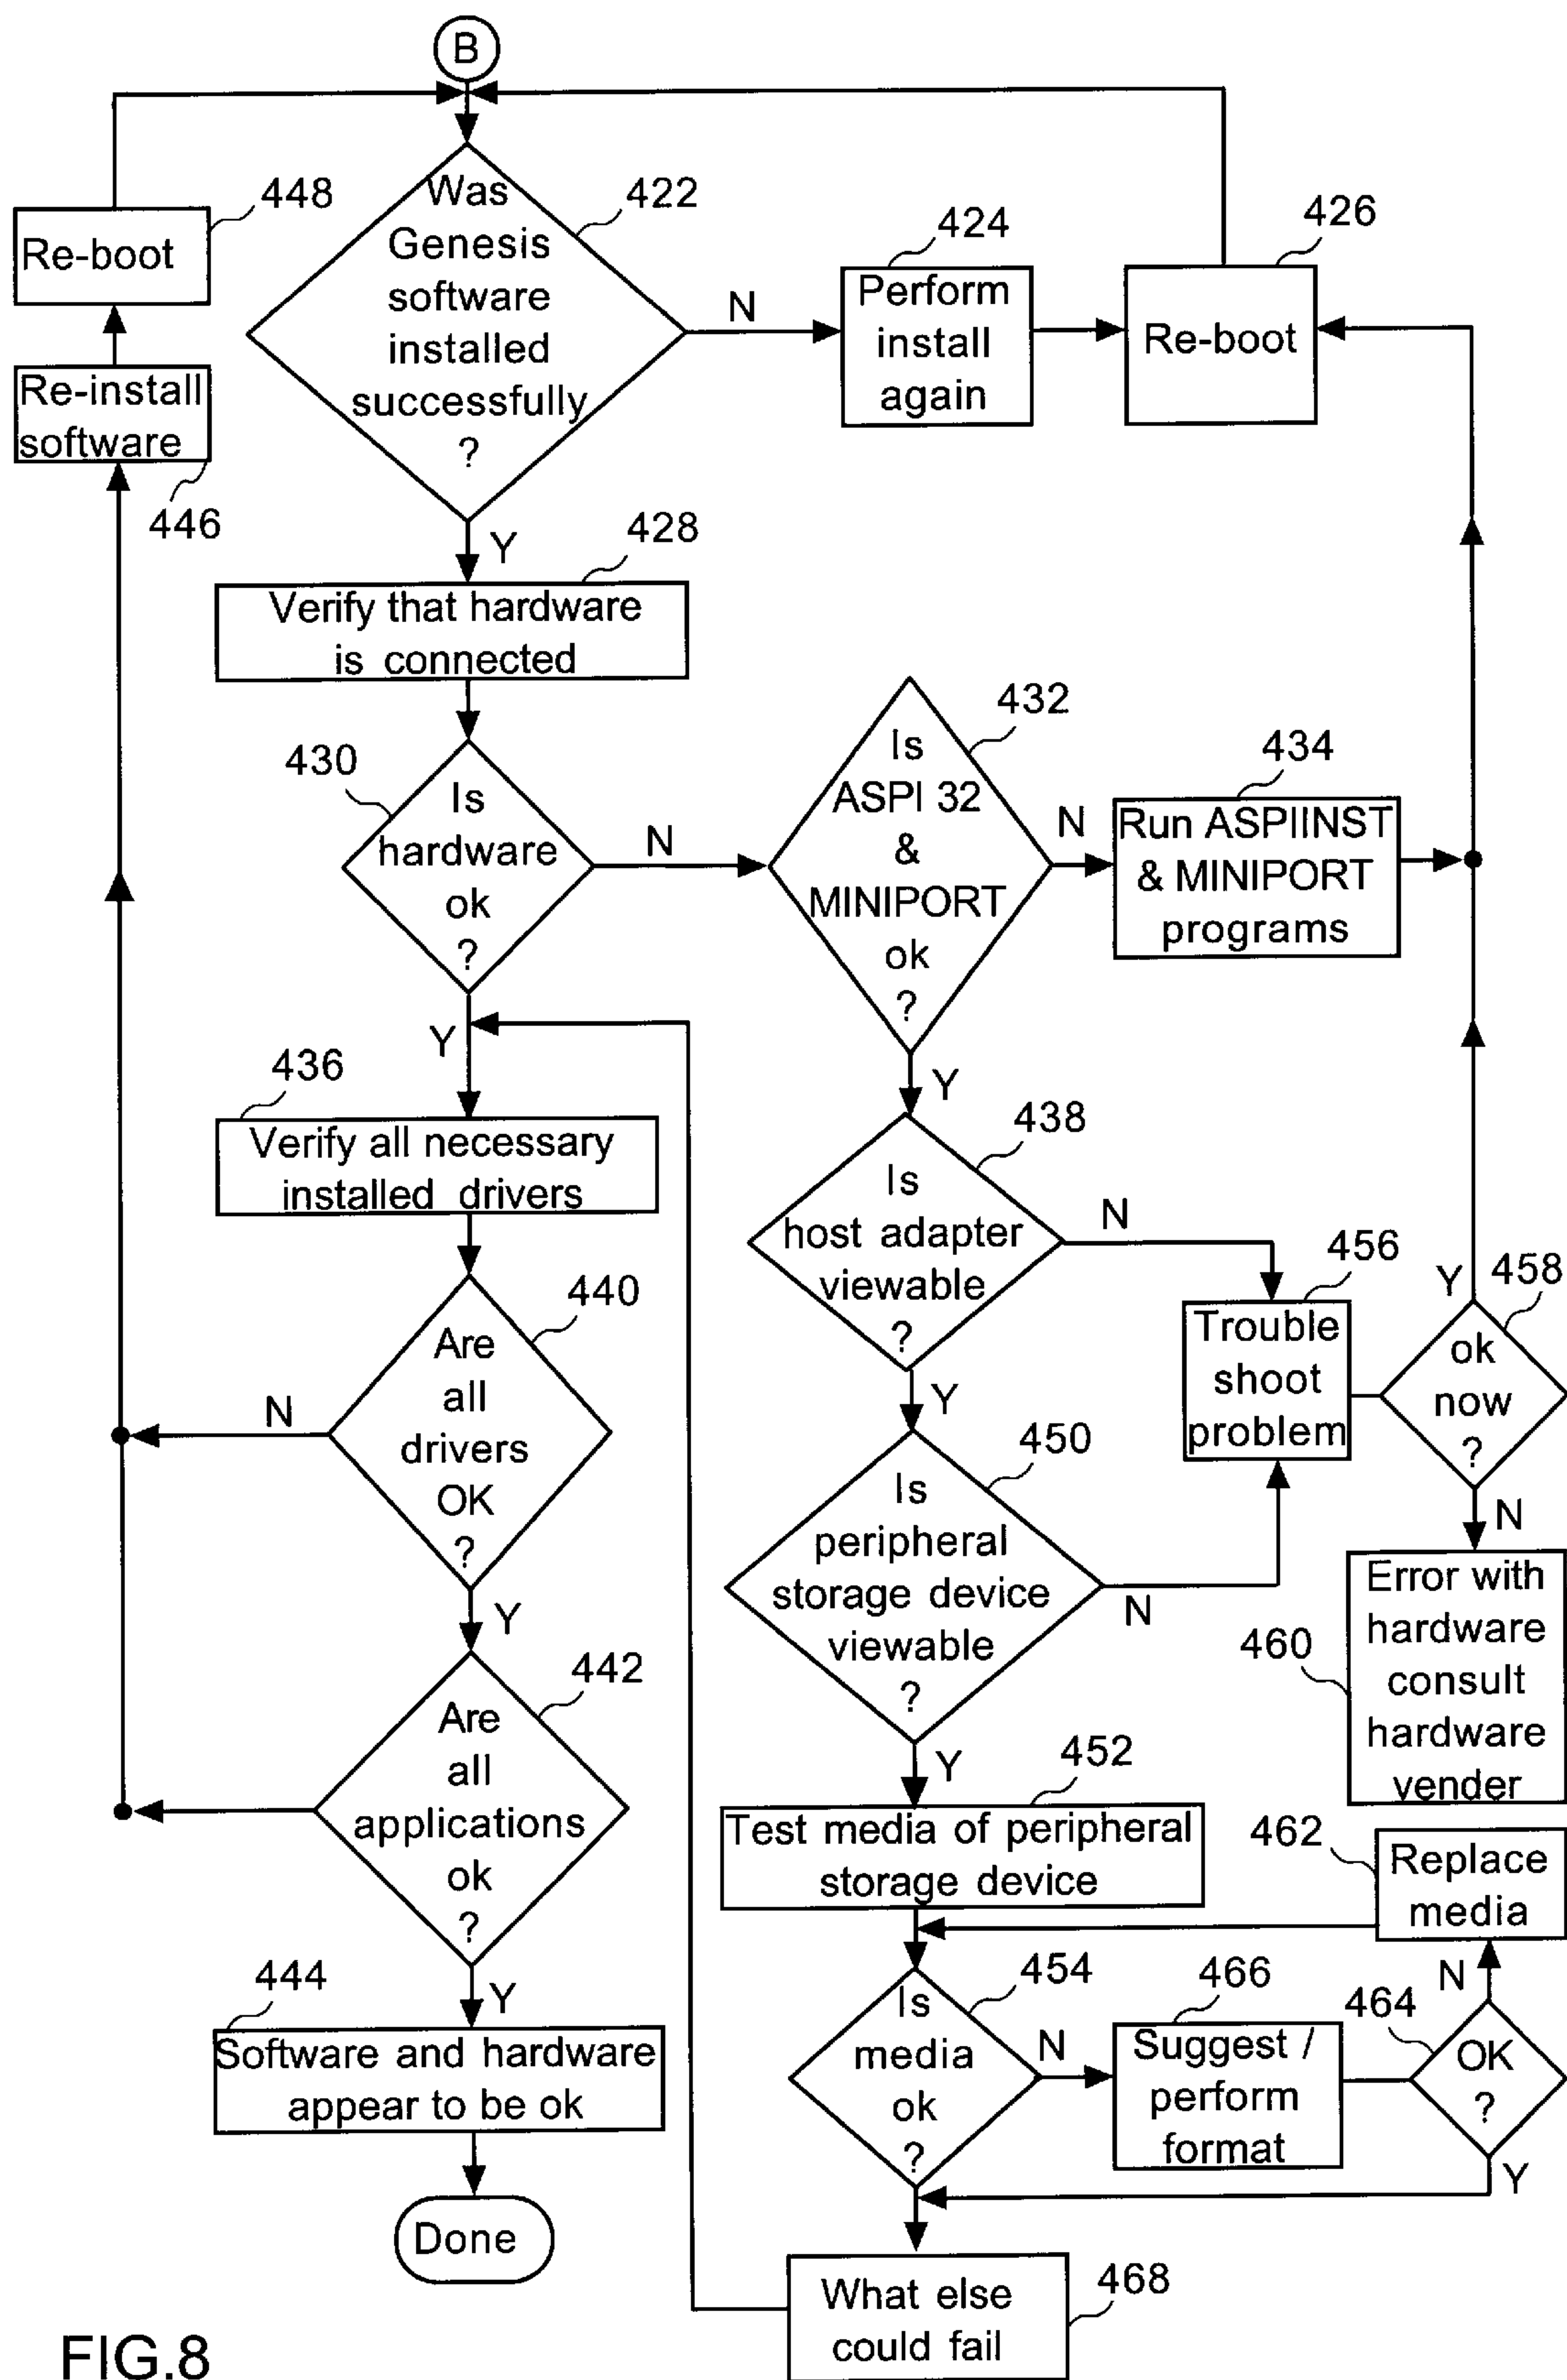 B
448
Re-boot
Was
Genesis
software
installed
successfully
?
422
N
424
Perform
install
again
426
Re-boot
Re-install
software
446
Y
428
Verify that hardware
is connected
430
Is
hardware
ok
?
N
432
Is
ASPI 32
&
MINIPORT
ok
?
N
434
Run ASPIINST
& MINIPORT
programs
Y
436
Verify all necessary
installed drivers
Y
438
Is
host adapter
viewable
?
N
456
Trouble
shoot
problem
Y
458
ok
now
?
N
Error with
hardware
consult
hardware
vender
460
440
Are
all
drivers
OK
?
N
Y
Y
450
Is
peripheral
storage device
viewable
?
N
442
Are
all
applications
ok
?
Y
452
Test media of peripheral
storage device
462
Replace
media
N
464
OK
?
Y
454
Is
media
ok
?
N
466
Suggest /
perform
format
Y
444
Software and hardware
appear to be ok
Done
What else
could fail
468
FIG.8